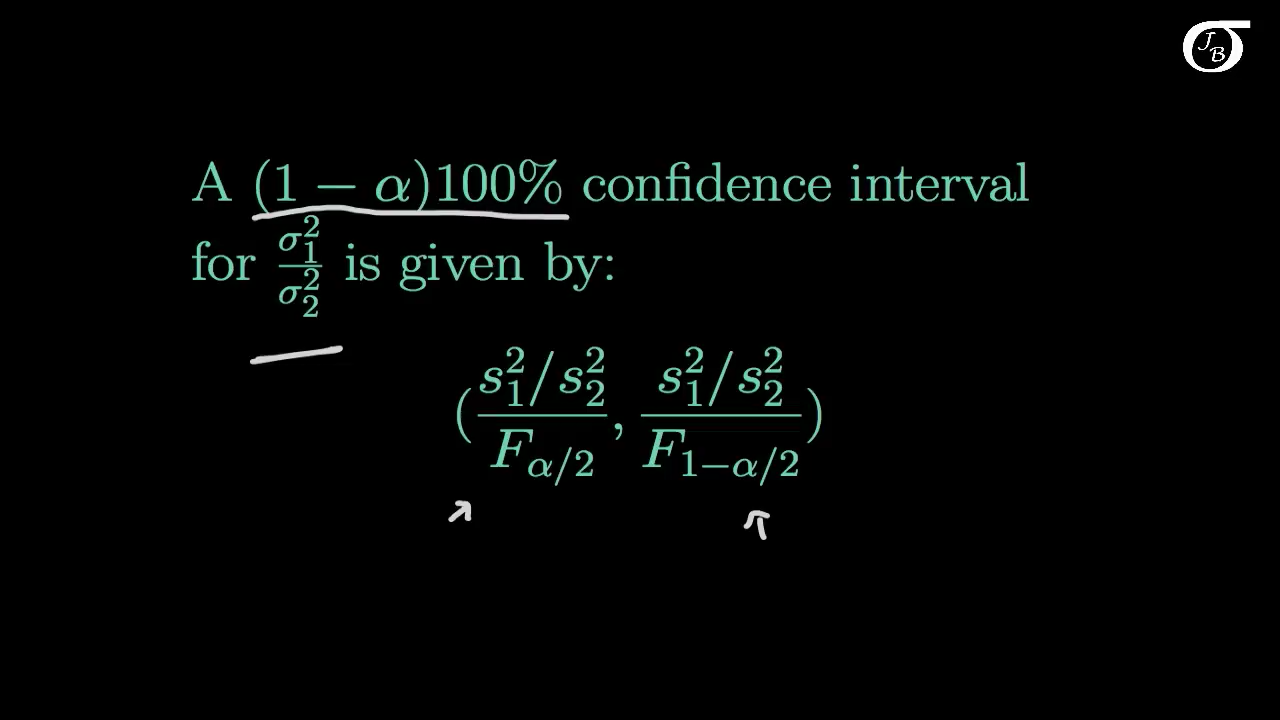 JB
A (1 − α)100% confidence interval
for σ₁²/σ₂² is given by:
(s₁²/s₂² / F_{α/2}, s₁²/s₂² / F_{1−α/2})